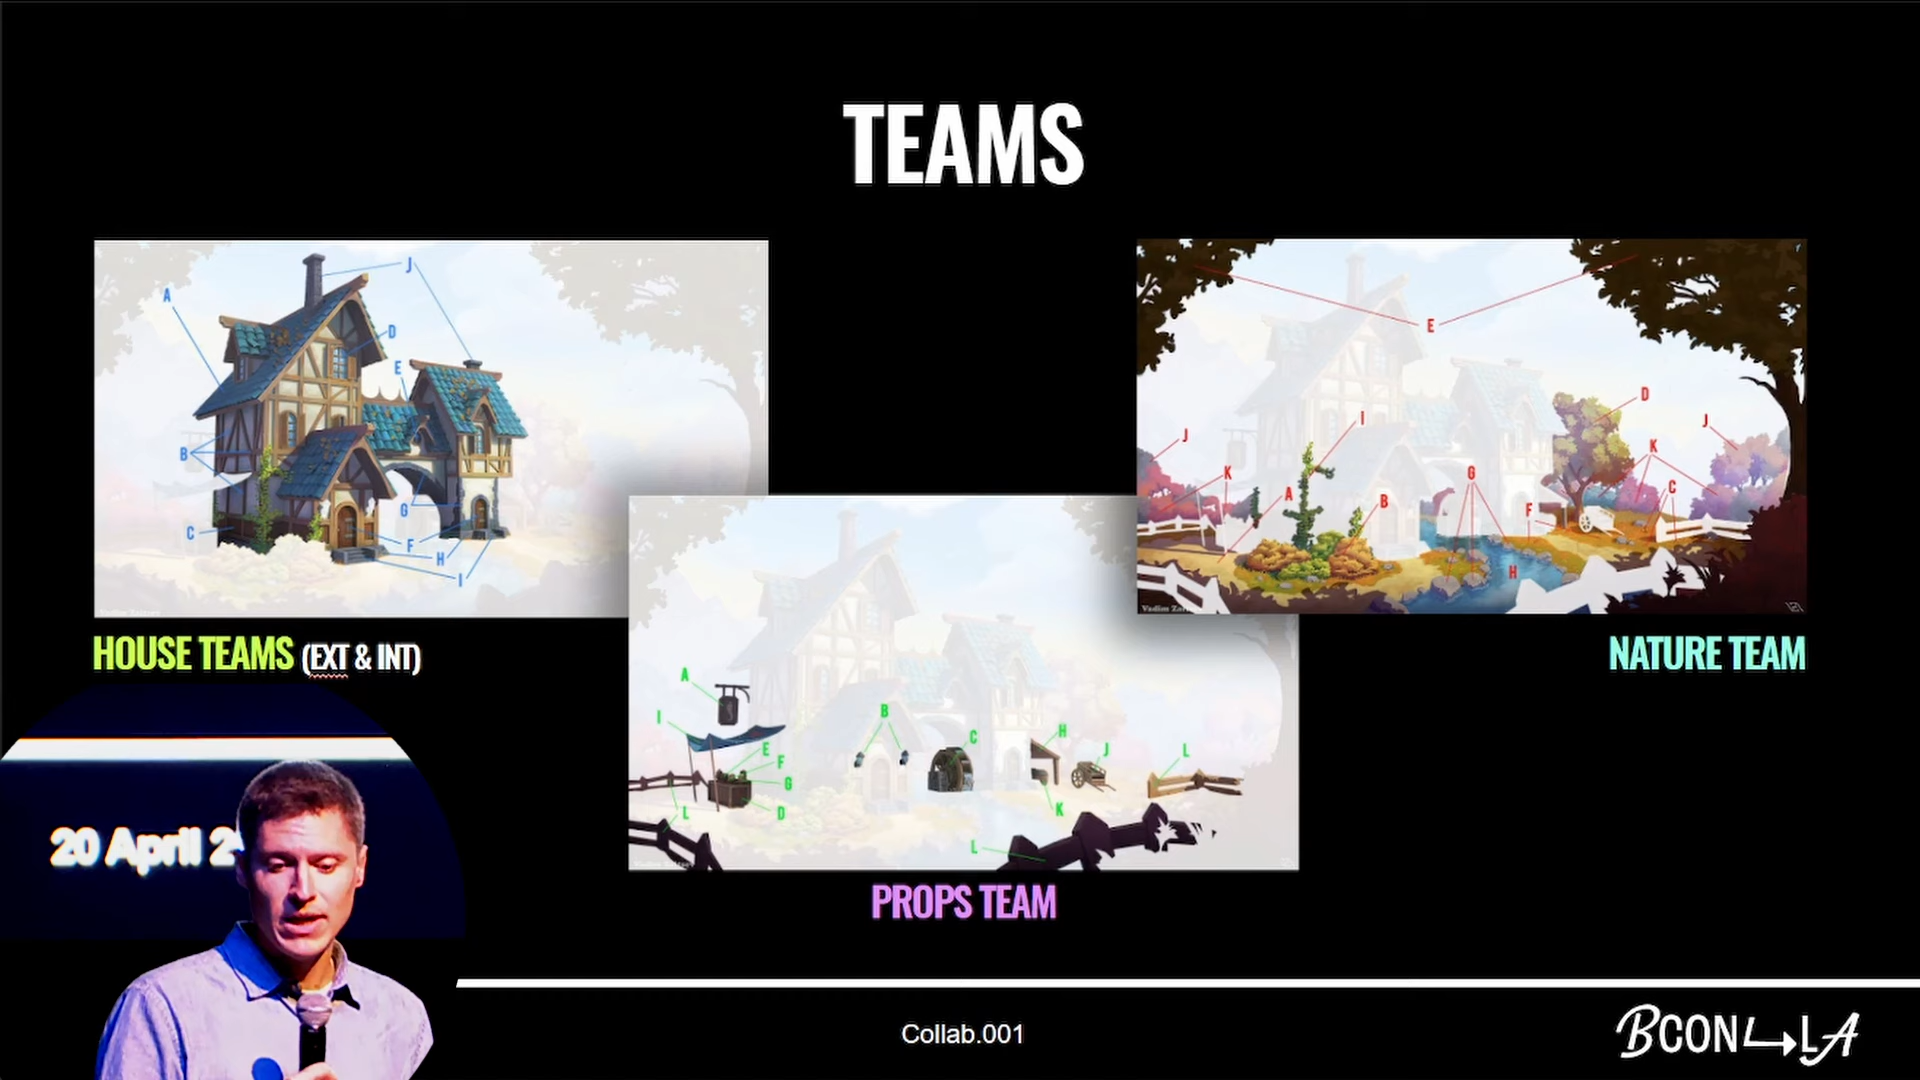 TEAMS
J
A
D
E
B
C
G
F
H
I
HOUSE TEAMS (EXT & INT)
E
D
J
J
I
K
K
G
C
A
B
F
H
NATURE TEAM
A
I
B
C
H
E
J
L
F
G
D
L
K
L
PROPS TEAM
20 April 2
Collab.001
BCON LA